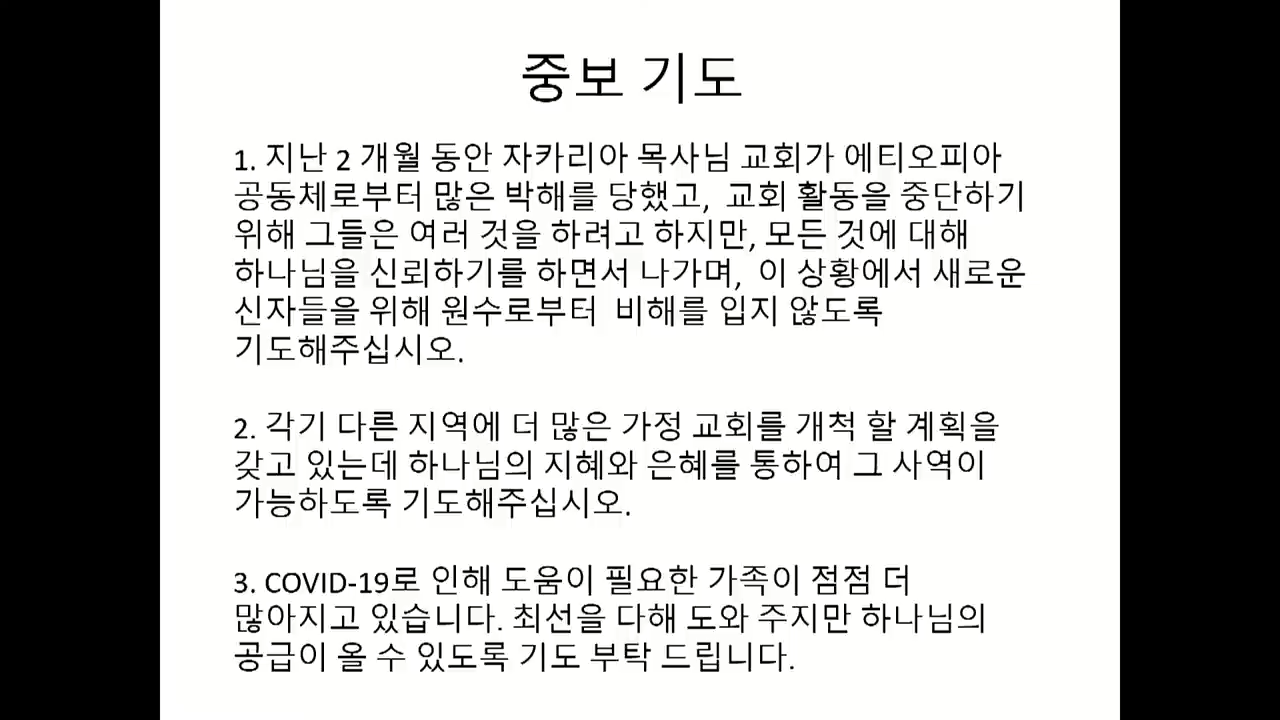 중보 기도
1. 지난 2 개월 동안 자카리아 목사님 교회가 에티오피아
공동체로부터 많은 박해를 당했고, 교회 활동을 중단하기
위해 그들은 여러 것을 하려고 하지만, 모든 것에 대해
하나님을 신뢰하기를 하면서 나가며, 이 상황에서 새로운
신자들을 위해 원수로부터 비해를 입지 않도록
기도해주십시오.
2. 각기 다른 지역에 더 많은 가정 교회를 개척 할 계획을
갖고 있는데 하나님의 지혜와 은혜를 통하여 그 사역이
가능하도록 기도해주십시오.
3. COVID-19로 인해 도움이 필요한 가족이 점점 더
많아지고 있습니다. 최선을 다해 도와 주지만 하나님의
공급이 올 수 있도록 기도 부탁 드립니다.